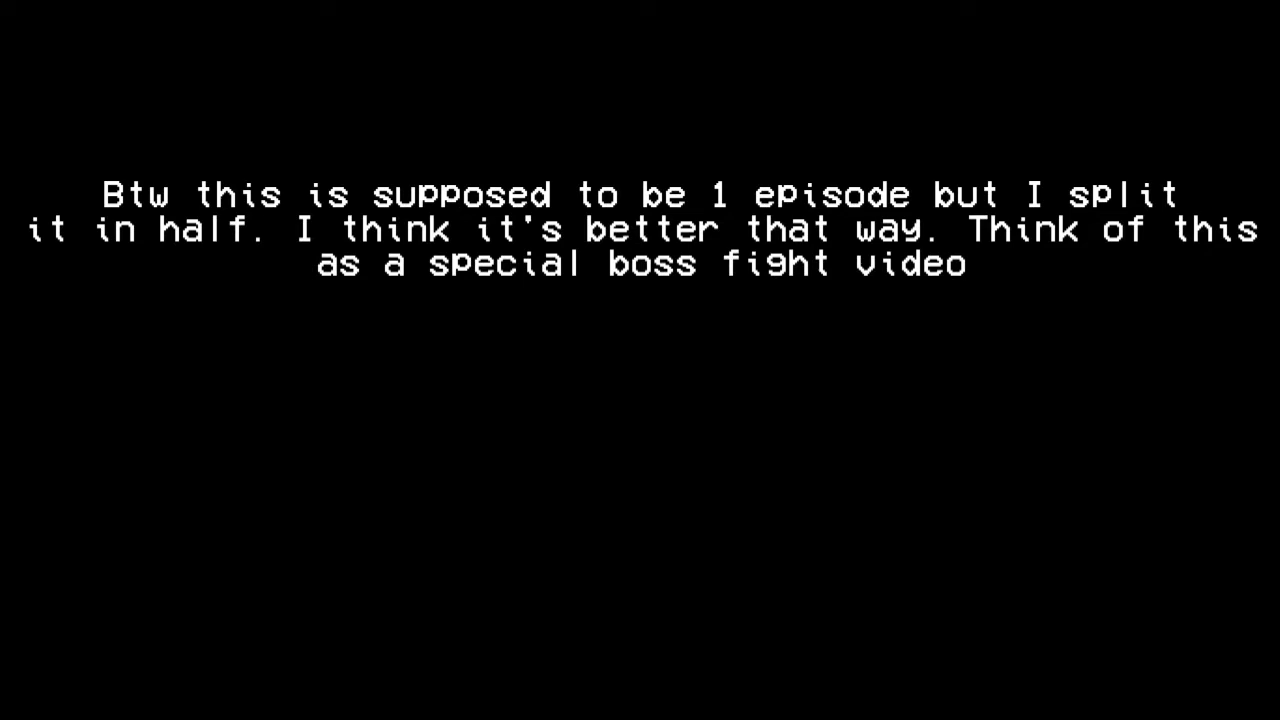 Btw this is supposed to be 1 episode but I split
it in half. I think it's better that way. Think of this
as a special boss fight video